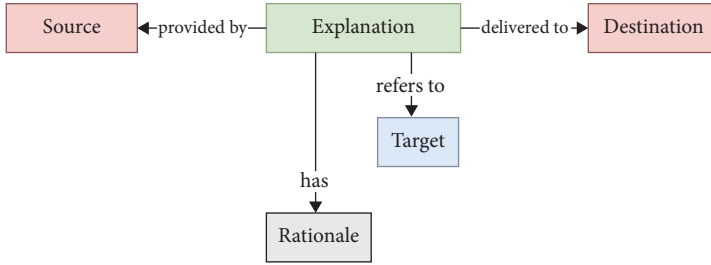 Source
provided by
Explanation
delivered to
Destination
refers to
Target
has
Rationale